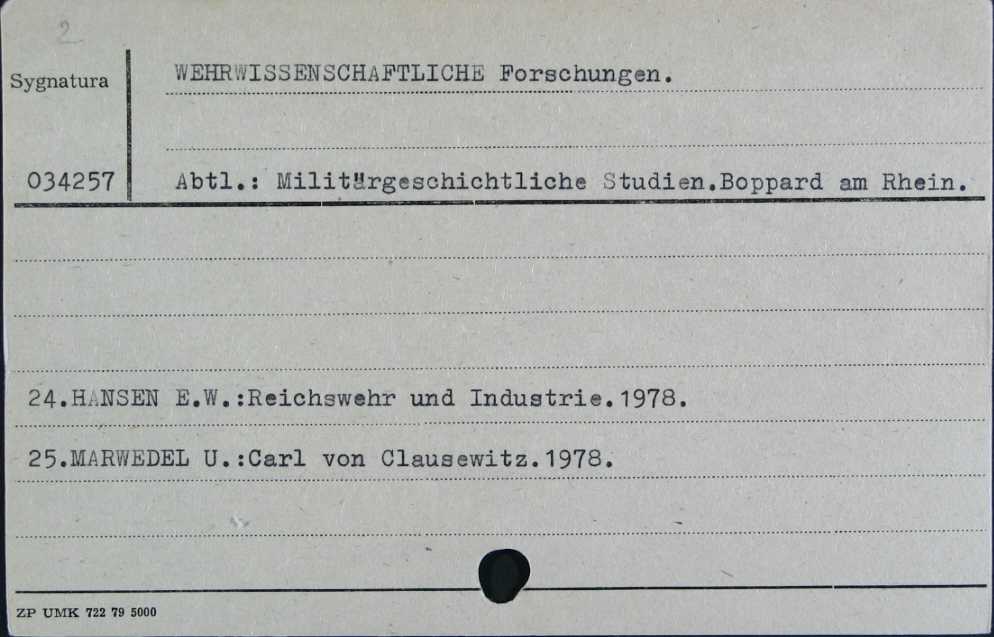 2
WEHRWISSENSCHAFTLICHE Forschungen.
Sygnatura
034257 Abtl.: Militärgeschichtliche Studien.Boppard am Rhein.
24.HANSEN E.W.:Reichswehr und Industrie.1978.
25.MARWEDEL U.:Carl von Clausewitz.1978.
ZP UMK 722 79 5000